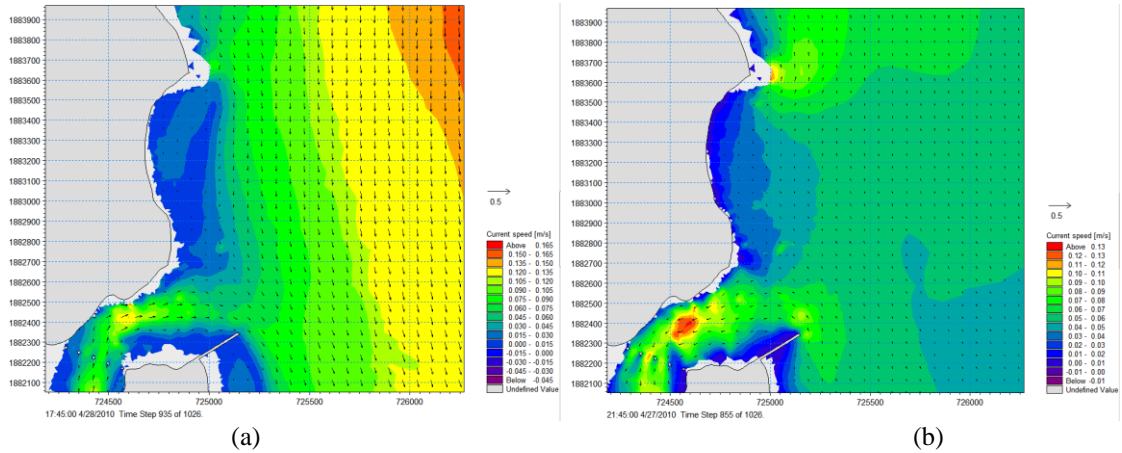 1883900
1883800
1883700
1883600
1883500
1883400
1883300
1883200
1883100
1883000
1882900
1882800
1882700
1882600
1882500
1882400
1882300
1882200
1882100
724500
725000
725500
726000
17:45:00 4/28/2010 Time Step 935 of 1026.
0.5
Current speed [m/s]
Above 0.165
0.150 - 0.165
0.135 - 0.150
0.120 - 0.135
0.105 - 0.120
0.090 - 0.105
0.075 - 0.090
0.060 - 0.075
0.045 - 0.060
0.030 - 0.045
0.015 - 0.030
0.000 - 0.015
-0.015 - 0.000
-0.030 - -0.015
-0.045 - -0.030
Below -0.045
Undefined Value
(a)
1883900
1883800
1883700
1883600
1883500
1883400
1883300
1883200
1883100
1883000
1882900
1882800
1882700
1882600
1882500
1882400
1882300
1882200
1882100
724500
725000
725500
726000
21:45:00 4/27/2010 Time Step 855 of 1026.
0.5
Current speed [m/s]
Above 0.13
0.12 - 0.13
0.11 - 0.12
0.10 - 0.11
0.09 - 0.10
0.08 - 0.09
0.07 - 0.08
0.06 - 0.07
0.05 - 0.06
0.04 - 0.05
0.03 - 0.04
0.02 - 0.03
0.01 - 0.02
0.00 - 0.01
-0.01 - 0.00
Below -0.01
Undefined Value
(b)